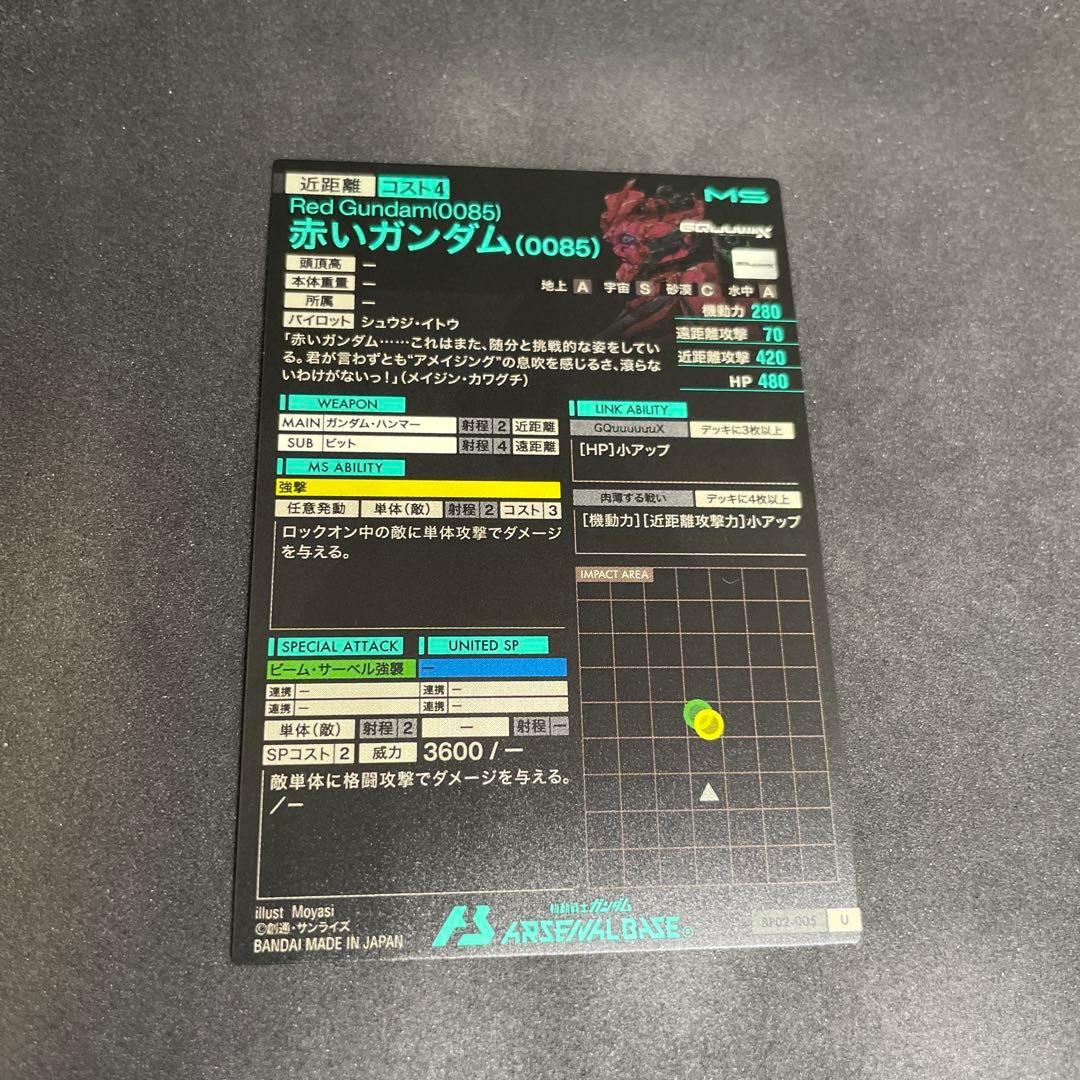 近距離 コスト4
MS
Red Gundam(0085)
赤いガンダム(0085)
GQuuuuuuX
頭頂高 ー
本体重量 ー
所属 ー
パイロット シュウジ・イトウ
地上 A 宇宙 S 砂漠 C 水中 A
機動力 280
遠距離攻撃 70
近距離攻撃 420
HP 480
「赤いガンダム……これはまた、随分と挑戦的な姿をしてい
る。君が言わずとも“アメイジング”の息吹を感じるさ、滾らな
いわけがないっ!」(メイジン・カワグチ)
WEAPON
MAIN ガンダム・ハンマー 射程 2 近距離
SUB ビット 射程 4 遠距離
MS ABILITY
強撃
任意発動 単体(敵) 射程 2 コスト 3
ロックオン中の敵に単体攻撃でダメージ
を与える。
LINK ABILITY
GQuuuuuuX デッキに3枚以上
[HP]小アップ
肉薄する戦い デッキに4枚以上
[機動力][近距離攻撃力]小アップ
IMPACT AREA
SPECIAL ATTACK UNITED SP
ビーム・サーベル強襲 ー
連携 ー 連携 ー
連携 ー 連携 ー
単体(敵) 射程 2 ー 射程 ー
SPコスト 2 威力 3600 / ー
敵単体に格闘攻撃でダメージを与える。
/ー
illust Moyasi
©創通・サンライズ
BANDAI MADE IN JAPAN
機動戦士ガンダム
AB ARSENAL BASE
BP02-005 U